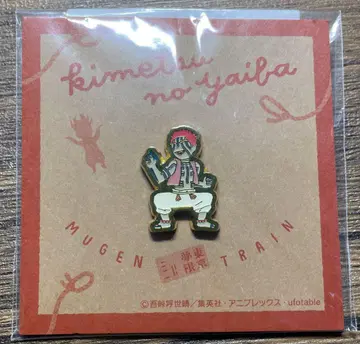 kimetsu
no yaiba
MUGEN TRAIN
©吾峠呼世晴／集英社・アニプレックス ufotable